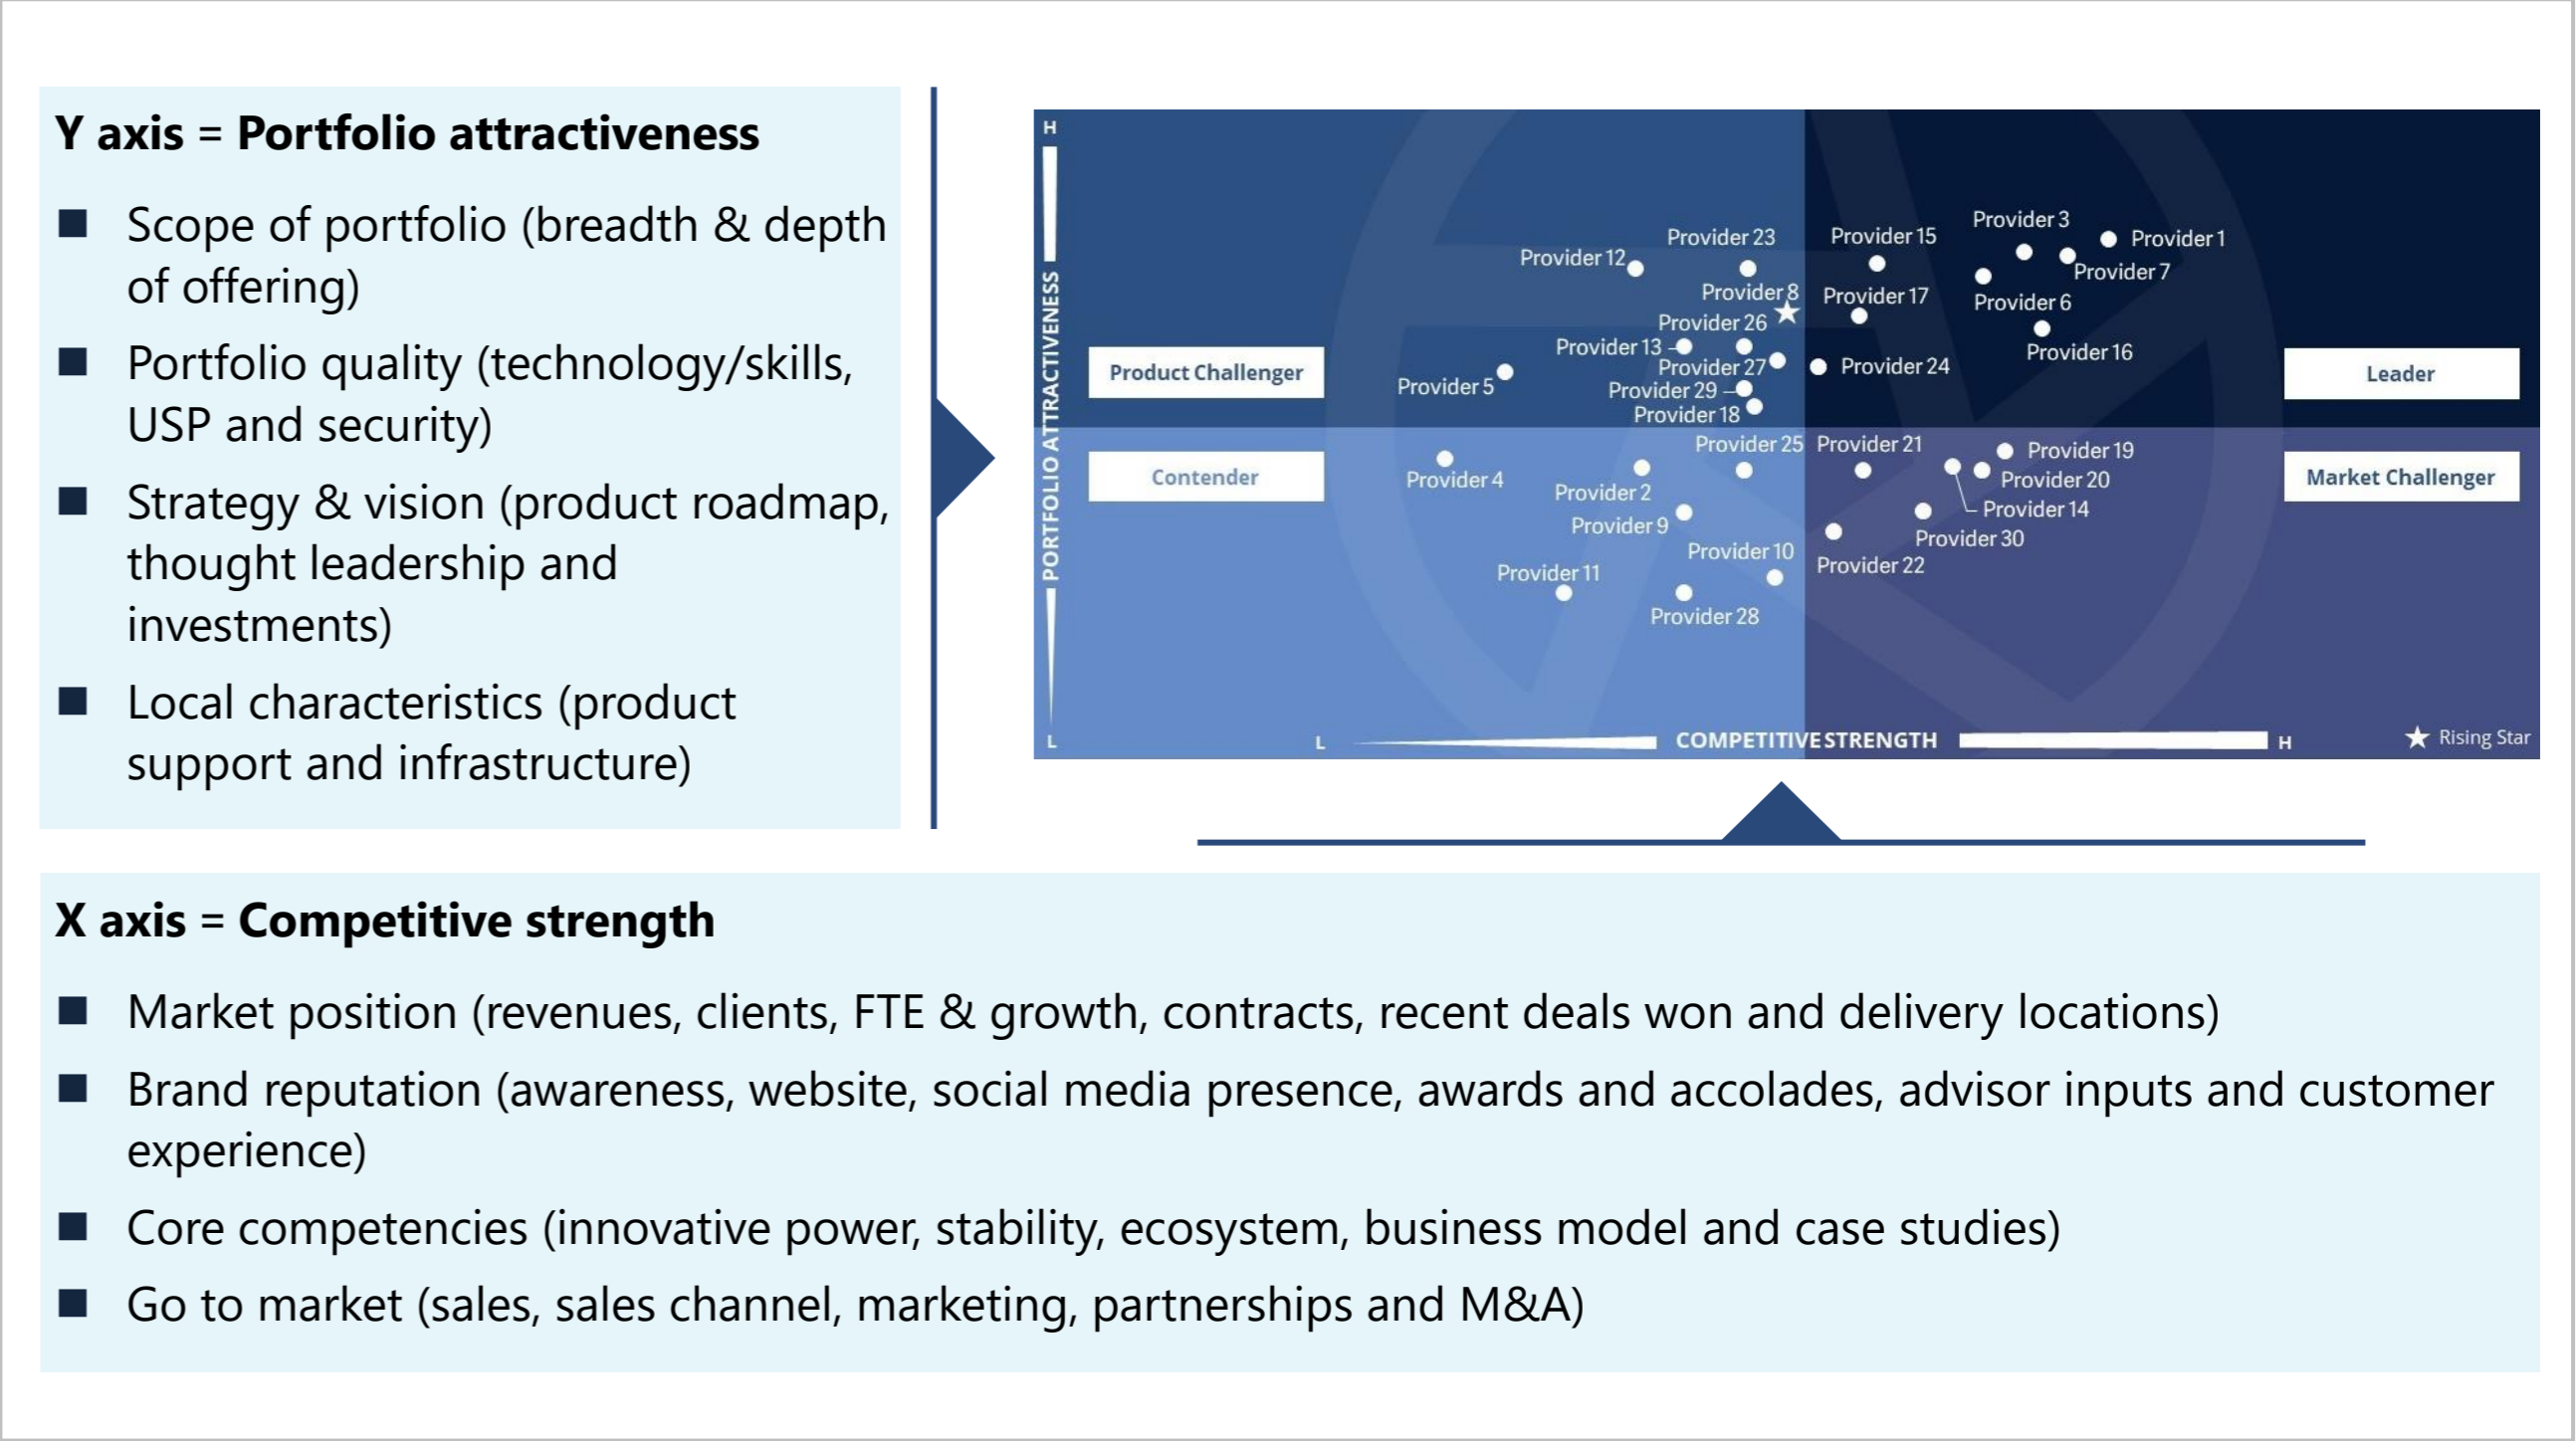 Y axis = Portfolio attractiveness
Scope of portfolio (breadth & depth
of offering)
Portfolio quality (technology/skills,
USP and security)
Strategy & vision (product roadmap,
thought leadership and
investments)
Local characteristics (product
support and infrastructure)
H
PORTFOLIO ATTRACTIVENESS
L
Product Challenger
Leader
Contender
Market Challenger
Provider 3
Provider 1
Provider 23
Provider 15
Provider 12
Provider 7
Provider 8
Provider 17
Provider 6
Provider 26
Provider 13
Provider 16
Provider 27
Provider 24
Provider 5
Provider 29
Provider 18
Provider 25
Provider 21
Provider 19
Provider 4
Provider 20
Provider 2
Provider 14
Provider 9
Provider 30
Provider 10
Provider 22
Provider 11
Provider 28
L
COMPETITIVE STRENGTH
H
Rising Star
X axis = Competitive strength
Market position (revenues, clients, FTE & growth, contracts, recent deals won and delivery locations)
Brand reputation (awareness, website, social media presence, awards and accolades, advisor inputs and customer
experience)
Core competencies (innovative power, stability, ecosystem, business model and case studies)
Go to market (sales, sales channel, marketing, partnerships and M&A)